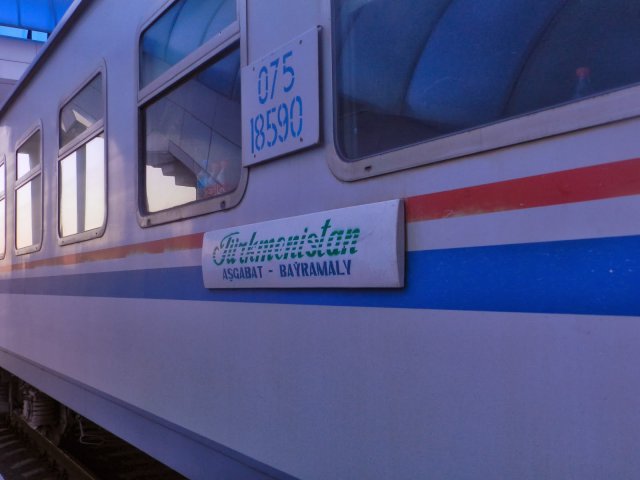 075
18590
Türkmenistan
AŞGABAT - BAÝRAMALY